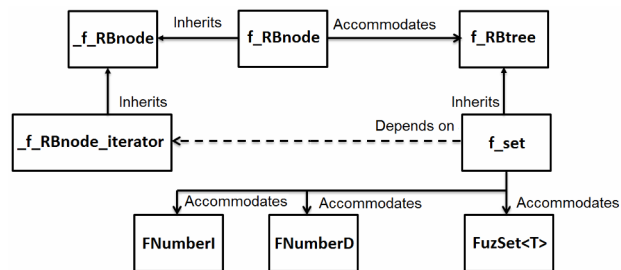 Inherits
Accommodates
_f_RBnode
f_RBnode
f_RBtree
Inherits
Inherits
Depends on
_f_RBnode_iterator
f_set
Accommodates
Accommodates
Accommodates
FNumberI
FNumberD
FuzSet<T>